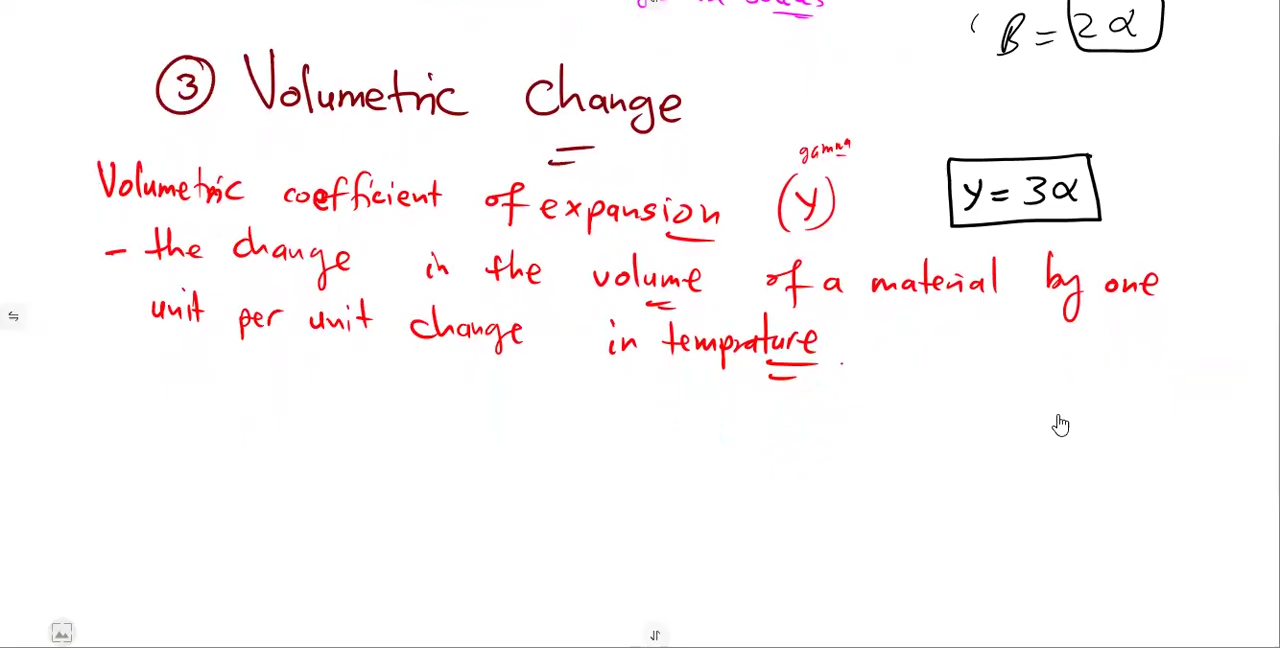 B = 2α
③ Volumetric change
gamma
Volumetric coefficient of expansion (γ)
γ = 3α
- the change in the volume of a material by one
unit per unit change in temprature .